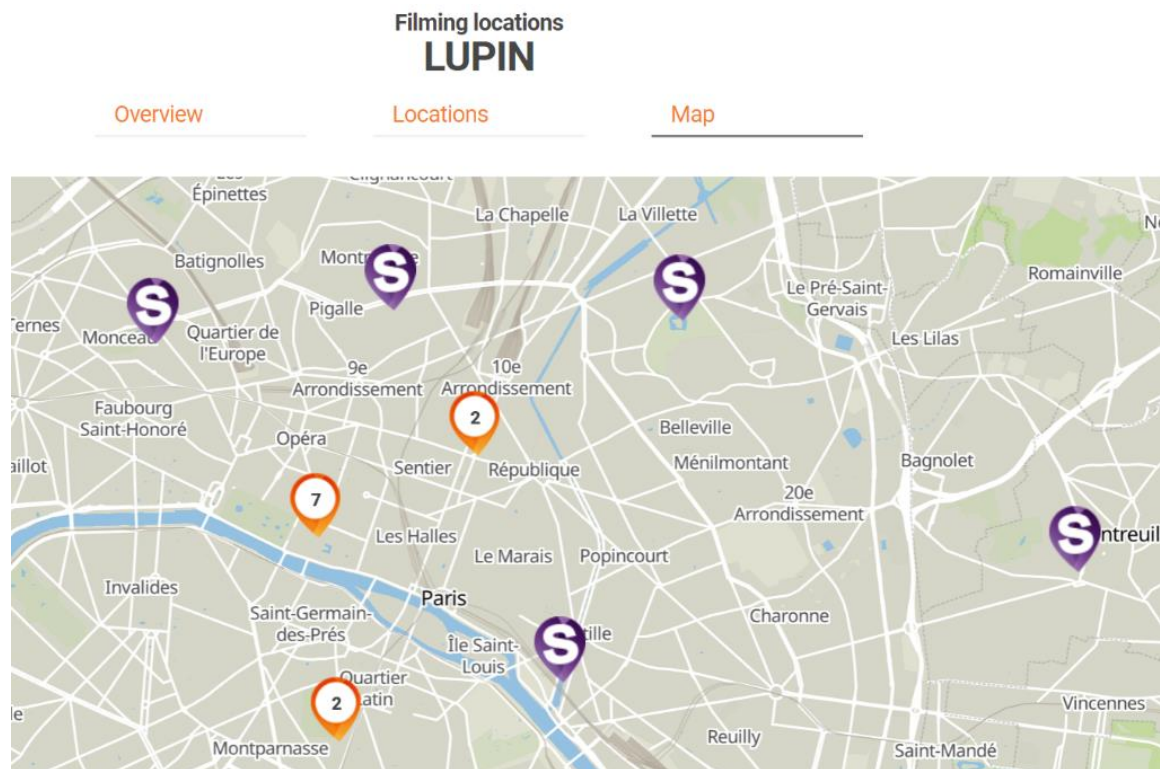 Filming locations
LUPIN
Overview
Locations
Map
Épinettes
La Chapelle
La Villette
Batignolles
S
S
S
Romainville
Le Pré-Saint-
Gervais
S
Pigalle
Monceau
Quartier de
l'Europe
Les Lilas
9e
Arrondissement
10e
Arrondissement
Faubourg
Saint-Honoré
2
Opéra
Belleville
Sentier
République
Ménilmontant
Bagnolet
7
20e
Arrondissement
Les Halles
Le Marais
Popincourt
S
Invalides
Paris
Saint-Germain-
des-Prés
Charonne
Île Saint-
Louis
Quartier
2
Vincennes
Montparnasse
Reuilly
Saint-Mandé